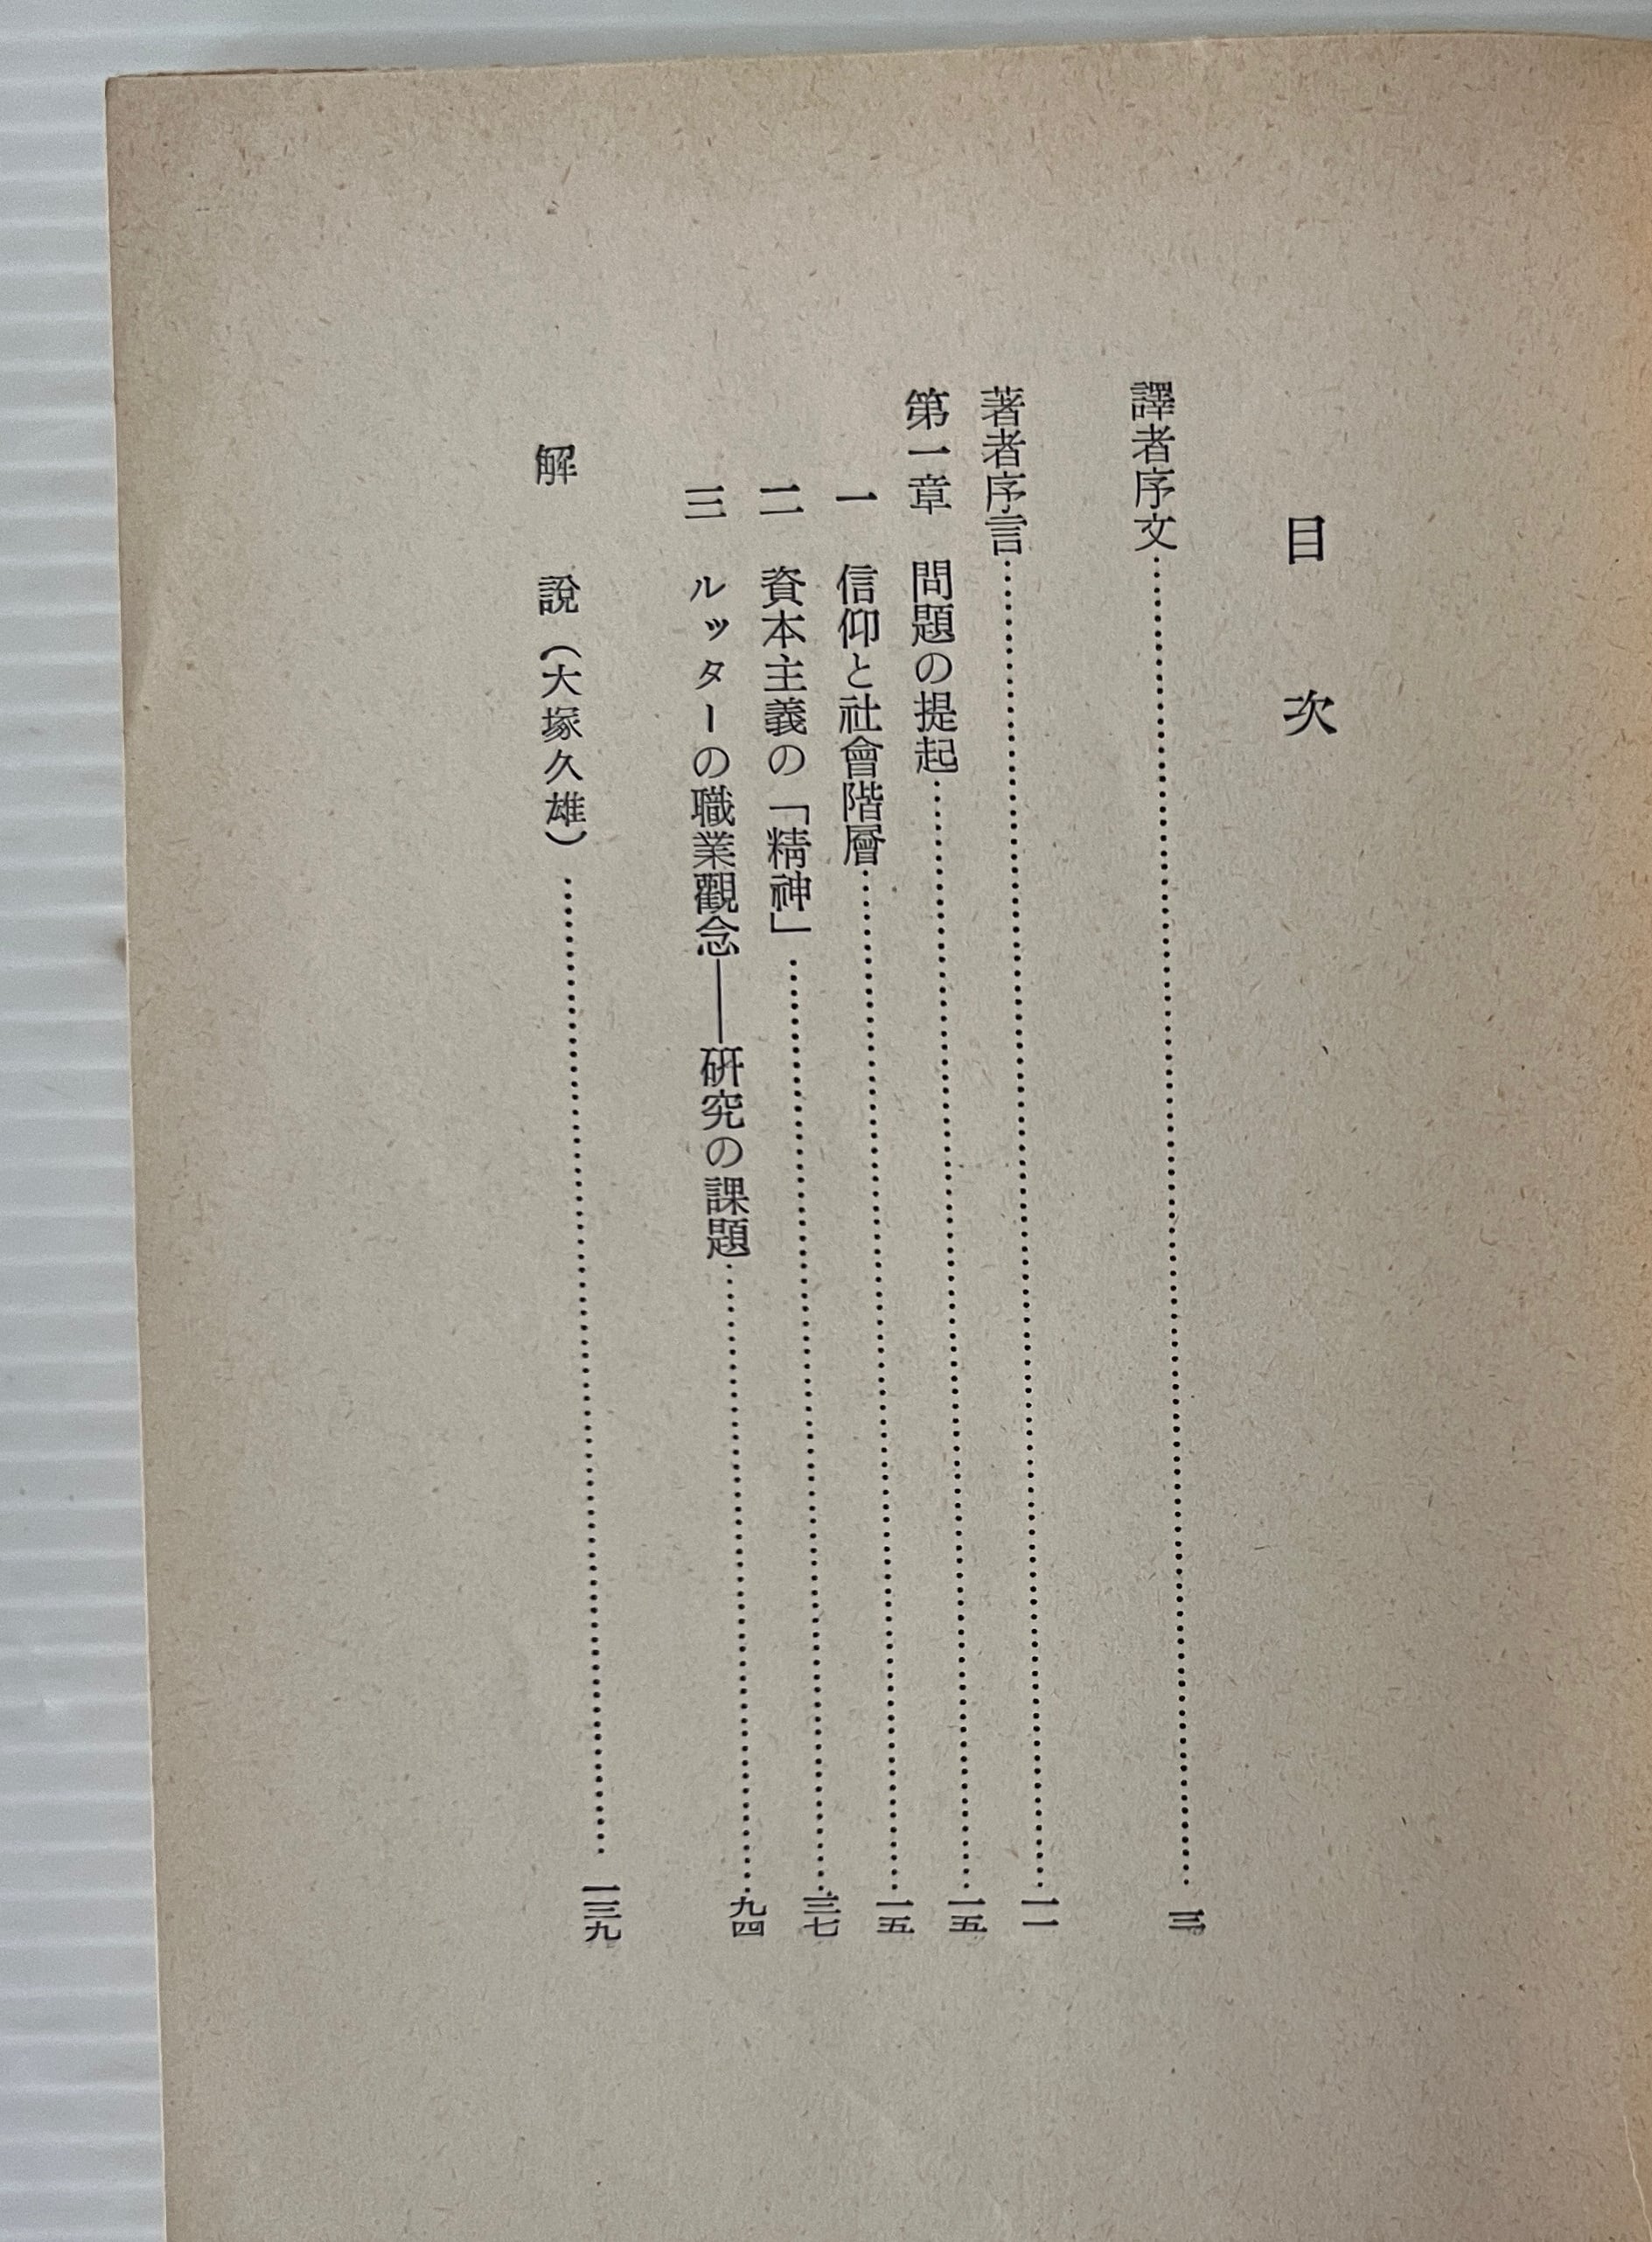 目次
譯者序文……三
著者序言……一一
第一章 問題の提起……一五
一 信仰と社會階層……一五
二 資本主義の「精神」……三七
三 ルッターの職業觀念――硏究の課題……九四
解說（大塚久雄）……一三九